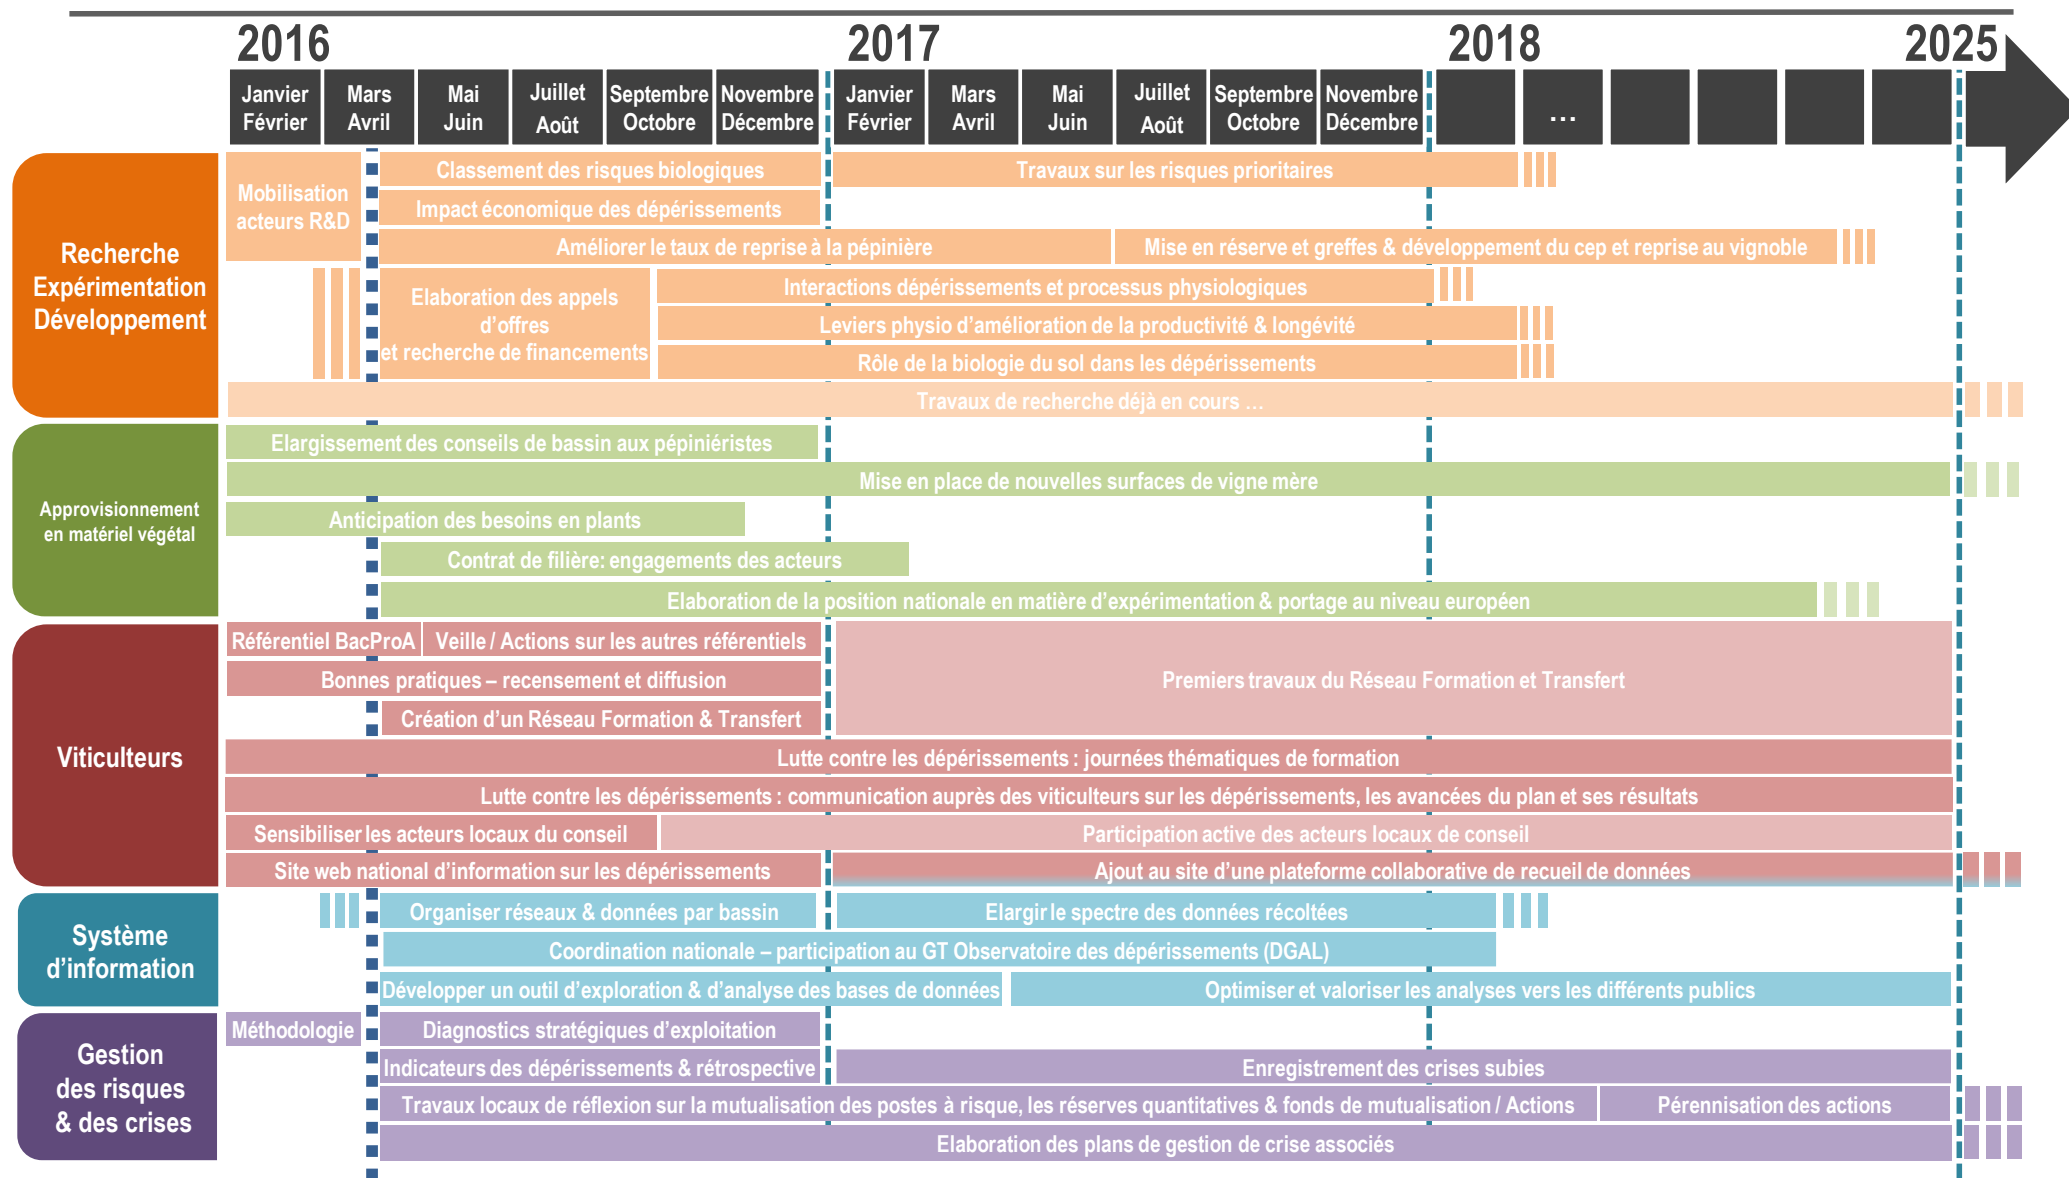 2016
2017
2018
2025
Janvier
Février
Mars
Avril
Mai
Juin
Juillet
Août
Septembre
Octobre
Novembre
Décembre
Janvier
Février
Mars
Avril
Mai
Juin
Juillet
Août
Septembre
Octobre
Novembre
Décembre
...
Recherche
Expérimentation
Développement
Mobilisation
acteurs R&D
Classement des risques biologiques
Travaux sur les risques prioritaires
Impact économique des dépérissements
Améliorer le taux de reprise à la pépinière
Mise en réserve et greffes & développement du cep et reprise au vignoble
Elaboration des appels
d'offres
et recherche de financements
Interactions dépérissements et processus physiologiques
Leviers physio d'amélioration de la productivité & longévité
Rôle de la biologie du sol dans les dépérissements
Travaux de recherche déjà en cours …
Approvisionnement
en matériel végétal
Elargissement des conseils de bassin aux pépiniéristes
Mise en place de nouvelles surfaces de vigne mère
Anticipation des besoins en plants
Contrat de filière: engagements des acteurs
Elaboration de la position nationale en matière d'expérimentation & portage au niveau européen
Viticulteurs
Référentiel BacProA
Veille / Actions sur les autres référentiels
Bonnes pratiques – recensement et diffusion
Création d'un Réseau Formation & Transfert
Premiers travaux du Réseau Formation et Transfert
Lutte contre les dépérissements : journées thématiques de formation
Lutte contre les dépérissements : communication auprès des viticulteurs sur les dépérissements, les avancées du plan et ses résultats
Sensibiliser les acteurs locaux du conseil
Participation active des acteurs locaux de conseil
Site web national d'information sur les dépérissements
Ajout au site d'une plateforme collaborative de recueil de données
Système
d'information
Organiser réseaux & données par bassin
Elargir le spectre des données récoltées
Coordination nationale – participation au GT Observatoire des dépérissements (DGAL)
Développer un outil d'exploration & d'analyse des bases de données
Optimiser et valoriser les analyses vers les différents publics
Gestion
des risques
& des crises
Méthodologie
Diagnostics stratégiques d'exploitation
Indicateurs des dépérissements & rétrospective
Enregistrement des crises subies
Travaux locaux de réflexion sur la mutualisation des postes à risque, les réserves quantitatives & fonds de mutualisation / Actions
Pérennisation des actions
Elaboration des plans de gestion de crise associés